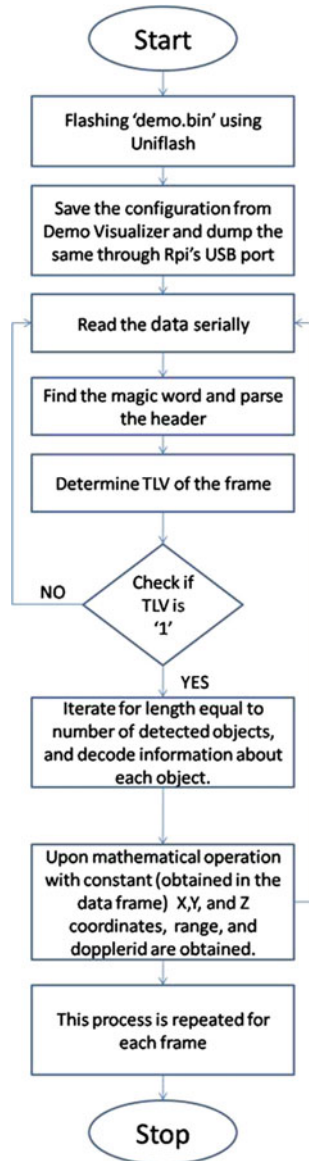 Start
Flashing 'demo.bin' using
Uniflash
Save the configuration from
Demo Visualizer and dump the
same through Rpi's USB port
Read the data serially
Find the magic word and parse
the header
Determine TLV of the frame
NO
Check if
TLV is
'1'
YES
Iterate for length equal to
number of detected objects,
and decode information about
each object.
Upon mathematical operation
with constant (obtained in the
data frame) X,Y, and Z
coordinates, range, and
dopplerid are obtained.
This process is repeated for
each frame
Stop